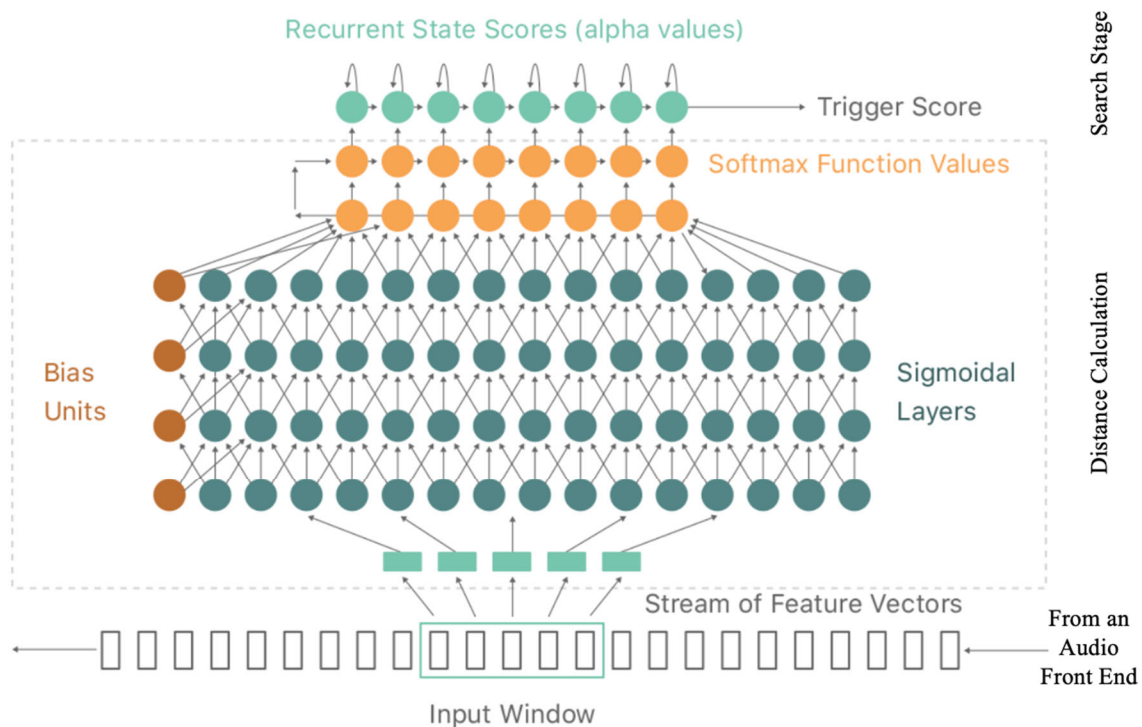 Recurrent State Scores (alpha values)
Search Stage
Trigger Score
Softmax Function Values
Distance Calculation
Bias
Units
Sigmoidal
Layers
Stream of Feature Vectors
From an
Audio
Front End
Input Window